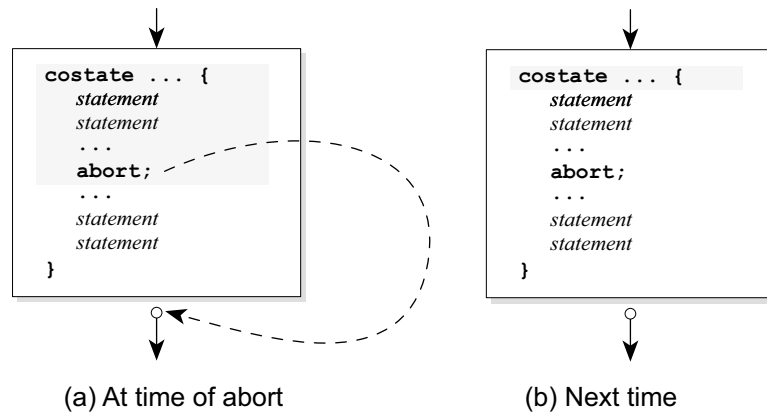 costate ... {
statement
statement
...
abort;
...
statement
statement
}
(a) At time of abort
costate ... {
statement
statement
...
abort;
...
statement
statement
}
(b) Next time